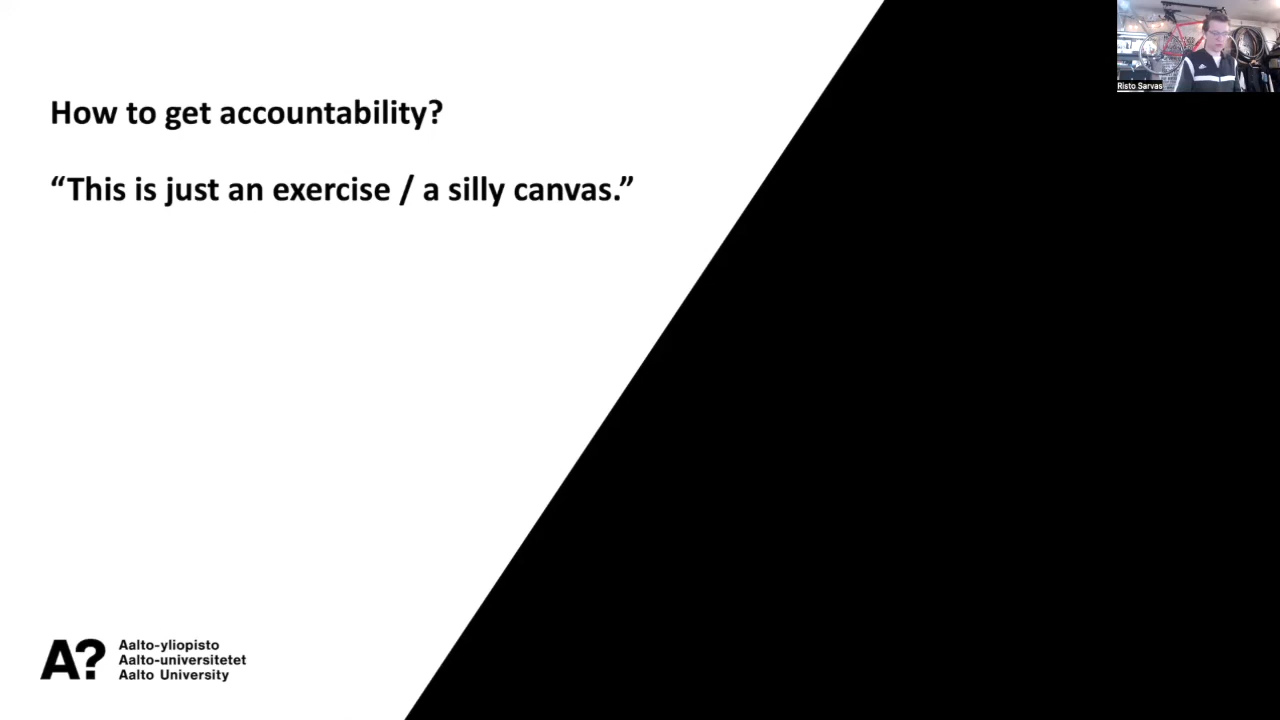 How to get accountability?
“This is just an exercise / a silly canvas.”
Risto Sarvas
A?
Aalto-yliopisto
Aalto-universitetet
Aalto University